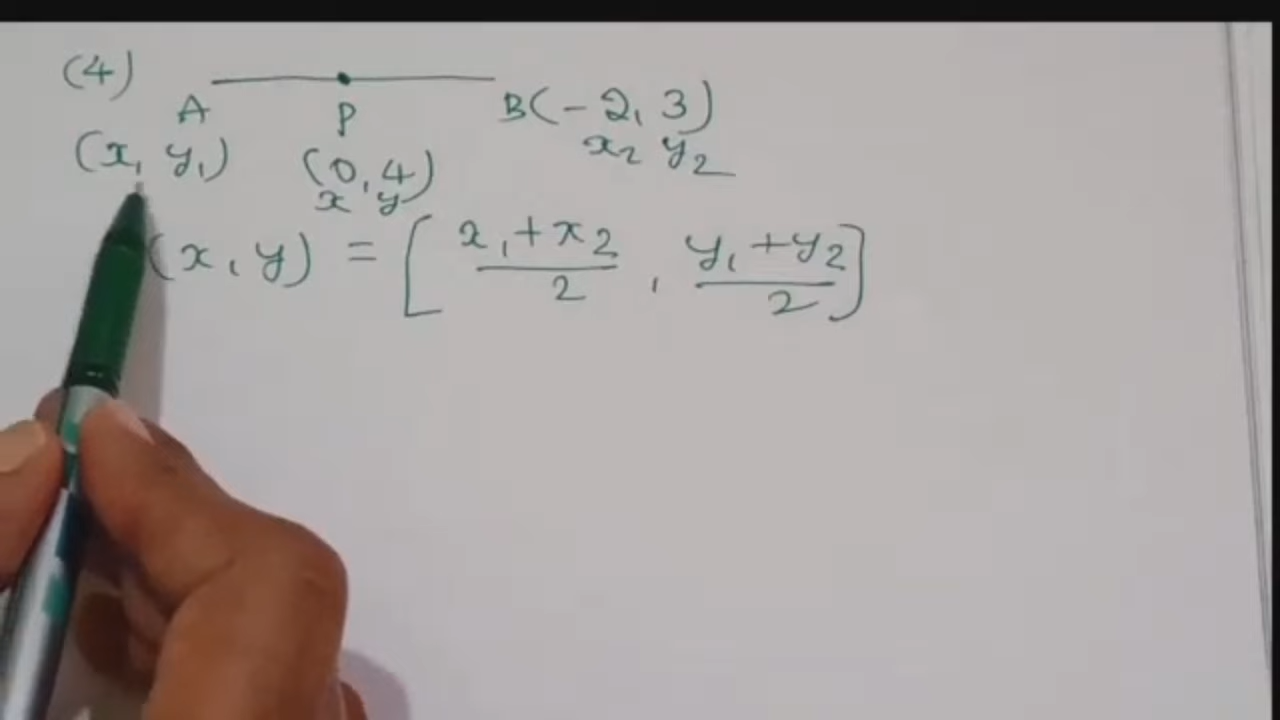 (4)
A P B(-2, 3)
x₂ y₂
(x₁ y₁) (0, 4)
x y
(x, y) = [x₁+x₂/2, y₁+y₂/2]